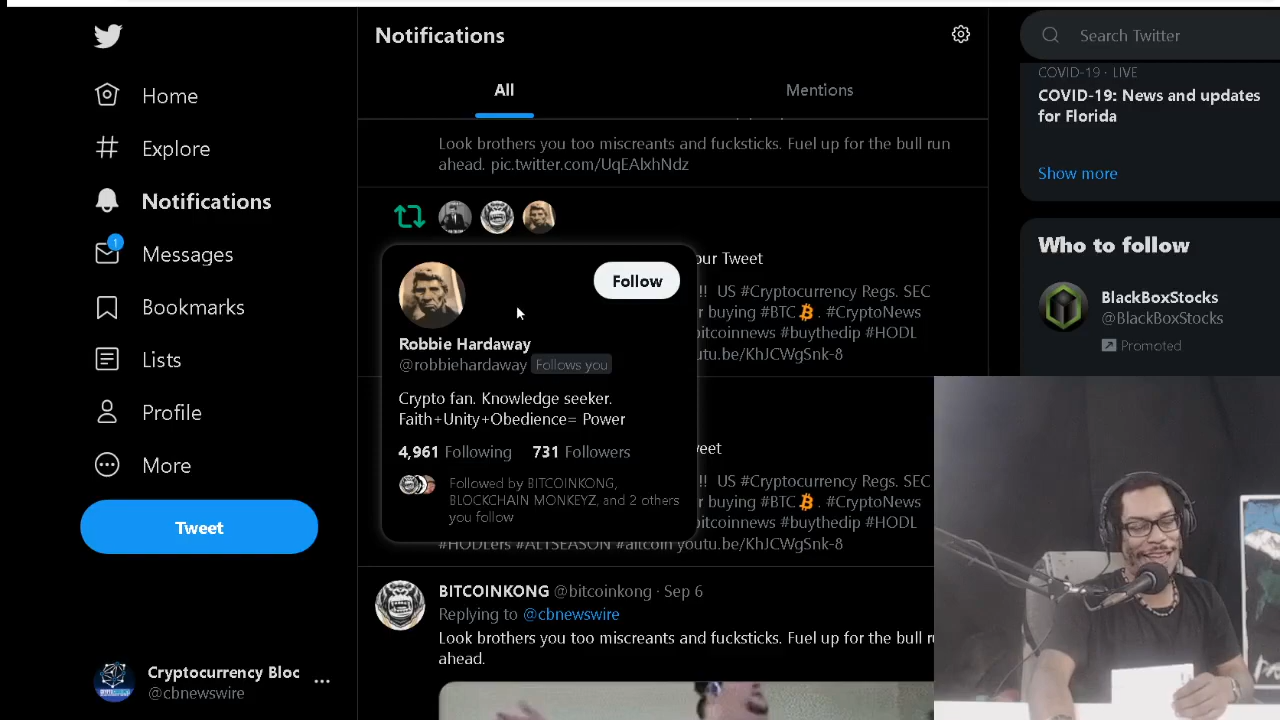 Home
Explore
Notifications
1
Messages
Bookmarks
Lists
Profile
More
Tweet
Cryptocurrency Bloc
@cbnewswire
Notifications
All
Mentions
Look brothers you too miscreants and fucksticks. Fuel up for the bull run
ahead. pic.twitter.com/UqEAlxhNdz
our Tweet
!! US #Cryptocurrency Regs. SEC
r buying #BTC. #CryptoNews
bitcoinnews #buythedip #HODL
utu.be/KhJCWgSnk-8
Follow
Robbie Hardaway
@robbiehardaway Follows you
Crypto fan. Knowledge seeker.
Faith+Unity+Obedience= Power
4,961 Following 731 Followers
Followed by BITCOINKONG,
BLOCKCHAIN MONKEYZ, and 2 others
you follow
weet
!! US #Cryptocurrency Regs. SEC
r buying #BTC. #CryptoNews
bitcoinnews #buythedip #HODL
#HODLers #ALTSEASON #altcoin youtu.be/KhJCWgSnk-8
BITCOINKONG @bitcoinkong · Sep 6
Replying to @cbnewswire
Look brothers you too miscreants and fucksticks. Fuel up for the bull ru
ahead.
Search Twitter
COVID-19 · LIVE
COVID-19: News and updates
for Florida
Show more
Who to follow
BlackBoxStocks
@BlackBoxStocks
Promoted